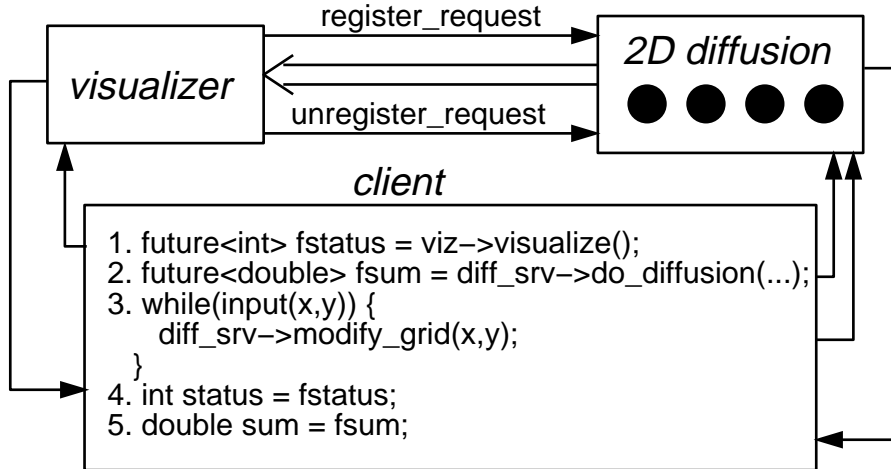 register_request
visualizer
2D diffusion
unregister_request
client
1. future<int> fstatus = viz->visualize();
2. future<double> fsum = diff_srv->do_diffusion(...);
3. while(input(x,y)) {
diff_srv->modify_grid(x,y);
}
4. int status = fstatus;
5. double sum = fsum;